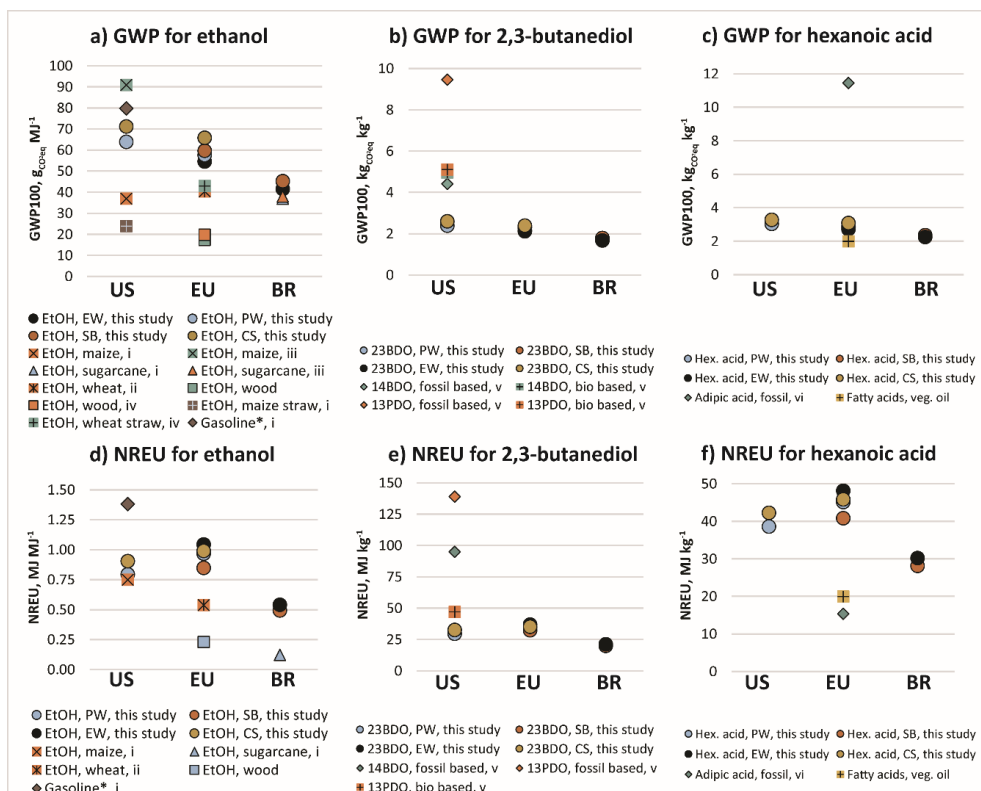 a) GWP for ethanol
GWP100, gCO²eq MJ-1
100
90
80
70
60
50
40
30
20
10
0
US EU BR
EtOH, EW, this study EtOH, PW, this study
EtOH, SB, this study EtOH, CS, this study
EtOH, maize, i EtOH, maize, iii
EtOH, sugarcane, i EtOH, sugarcane, iii
EtOH, wheat, ii EtOH, wood
EtOH, wood, iv EtOH, maize straw, i
EtOH, wheat straw, iv Gasoline*, i
b) GWP for 2,3-butanediol
GWP100, kgCO²eq kg-1
10
8
6
4
2
0
US EU BR
23BDO, PW, this study 23BDO, SB, this study
23BDO, EW, this study 23BDO, CS, this study
14BDO, fossil based, v 14BDO, bio based, v
13PDO, fossil based, v 13PDO, bio based, v
c) GWP for hexanoic acid
GWP100, kgCO²eq kg-1
12
10
8
6
4
2
0
US EU BR
Hex. acid, PW, this study Hex. acid, SB, this study
Hex. acid, EW, this study Hex. acid, CS, this study
Adipic acid, fossil, vi Fatty acids, veg. oil
d) NREU for ethanol
NREU, MJ MJ-1
1.50
1.25
1.00
0.75
0.50
0.25
0.00
US EU BR
EtOH, PW, this study EtOH, SB, this study
EtOH, EW, this study EtOH, CS, this study
EtOH, maize, i EtOH, sugarcane, i
EtOH, wheat, ii EtOH, wood
Gasoline*, i
e) NREU for 2,3-butanediol
NREU, MJ kg-1
150
125
100
75
50
25
0
US EU BR
23BDO, PW, this study 23BDO, SB, this study
23BDO, EW, this study 23BDO, CS, this study
14BDO, fossil based, v 13PDO, fossil based, v
13PDO, bio based, v
f) NREU for hexanoic acid
NREU, MJ kg-1
50
40
30
20
10
0
US EU BR
Hex. acid, PW, this study Hex. acid, SB, this study
Hex. acid, EW, this study Hex. acid, CS, this study
Adipic acid, fossil, vi Fatty acids, veg. oil